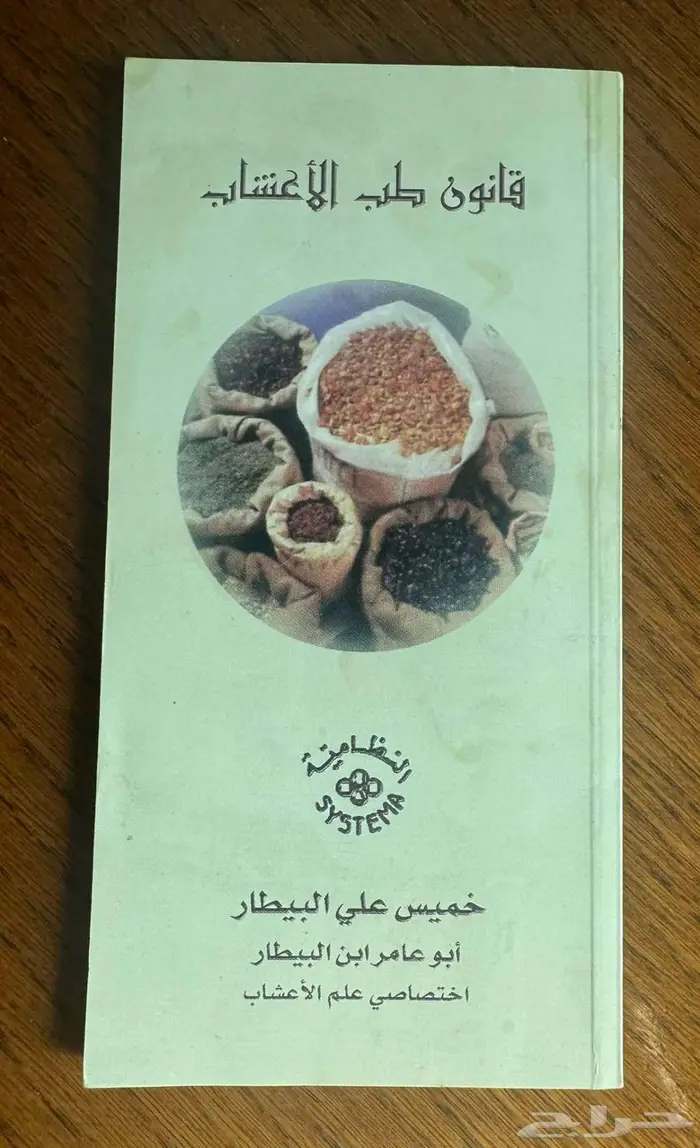 قانون طب الأعشاب
النظامية
SYSTEMA
خميس علي البيطار
أبو عامر ابن البيطار
اختصاصي علم الأعشاب
حراج